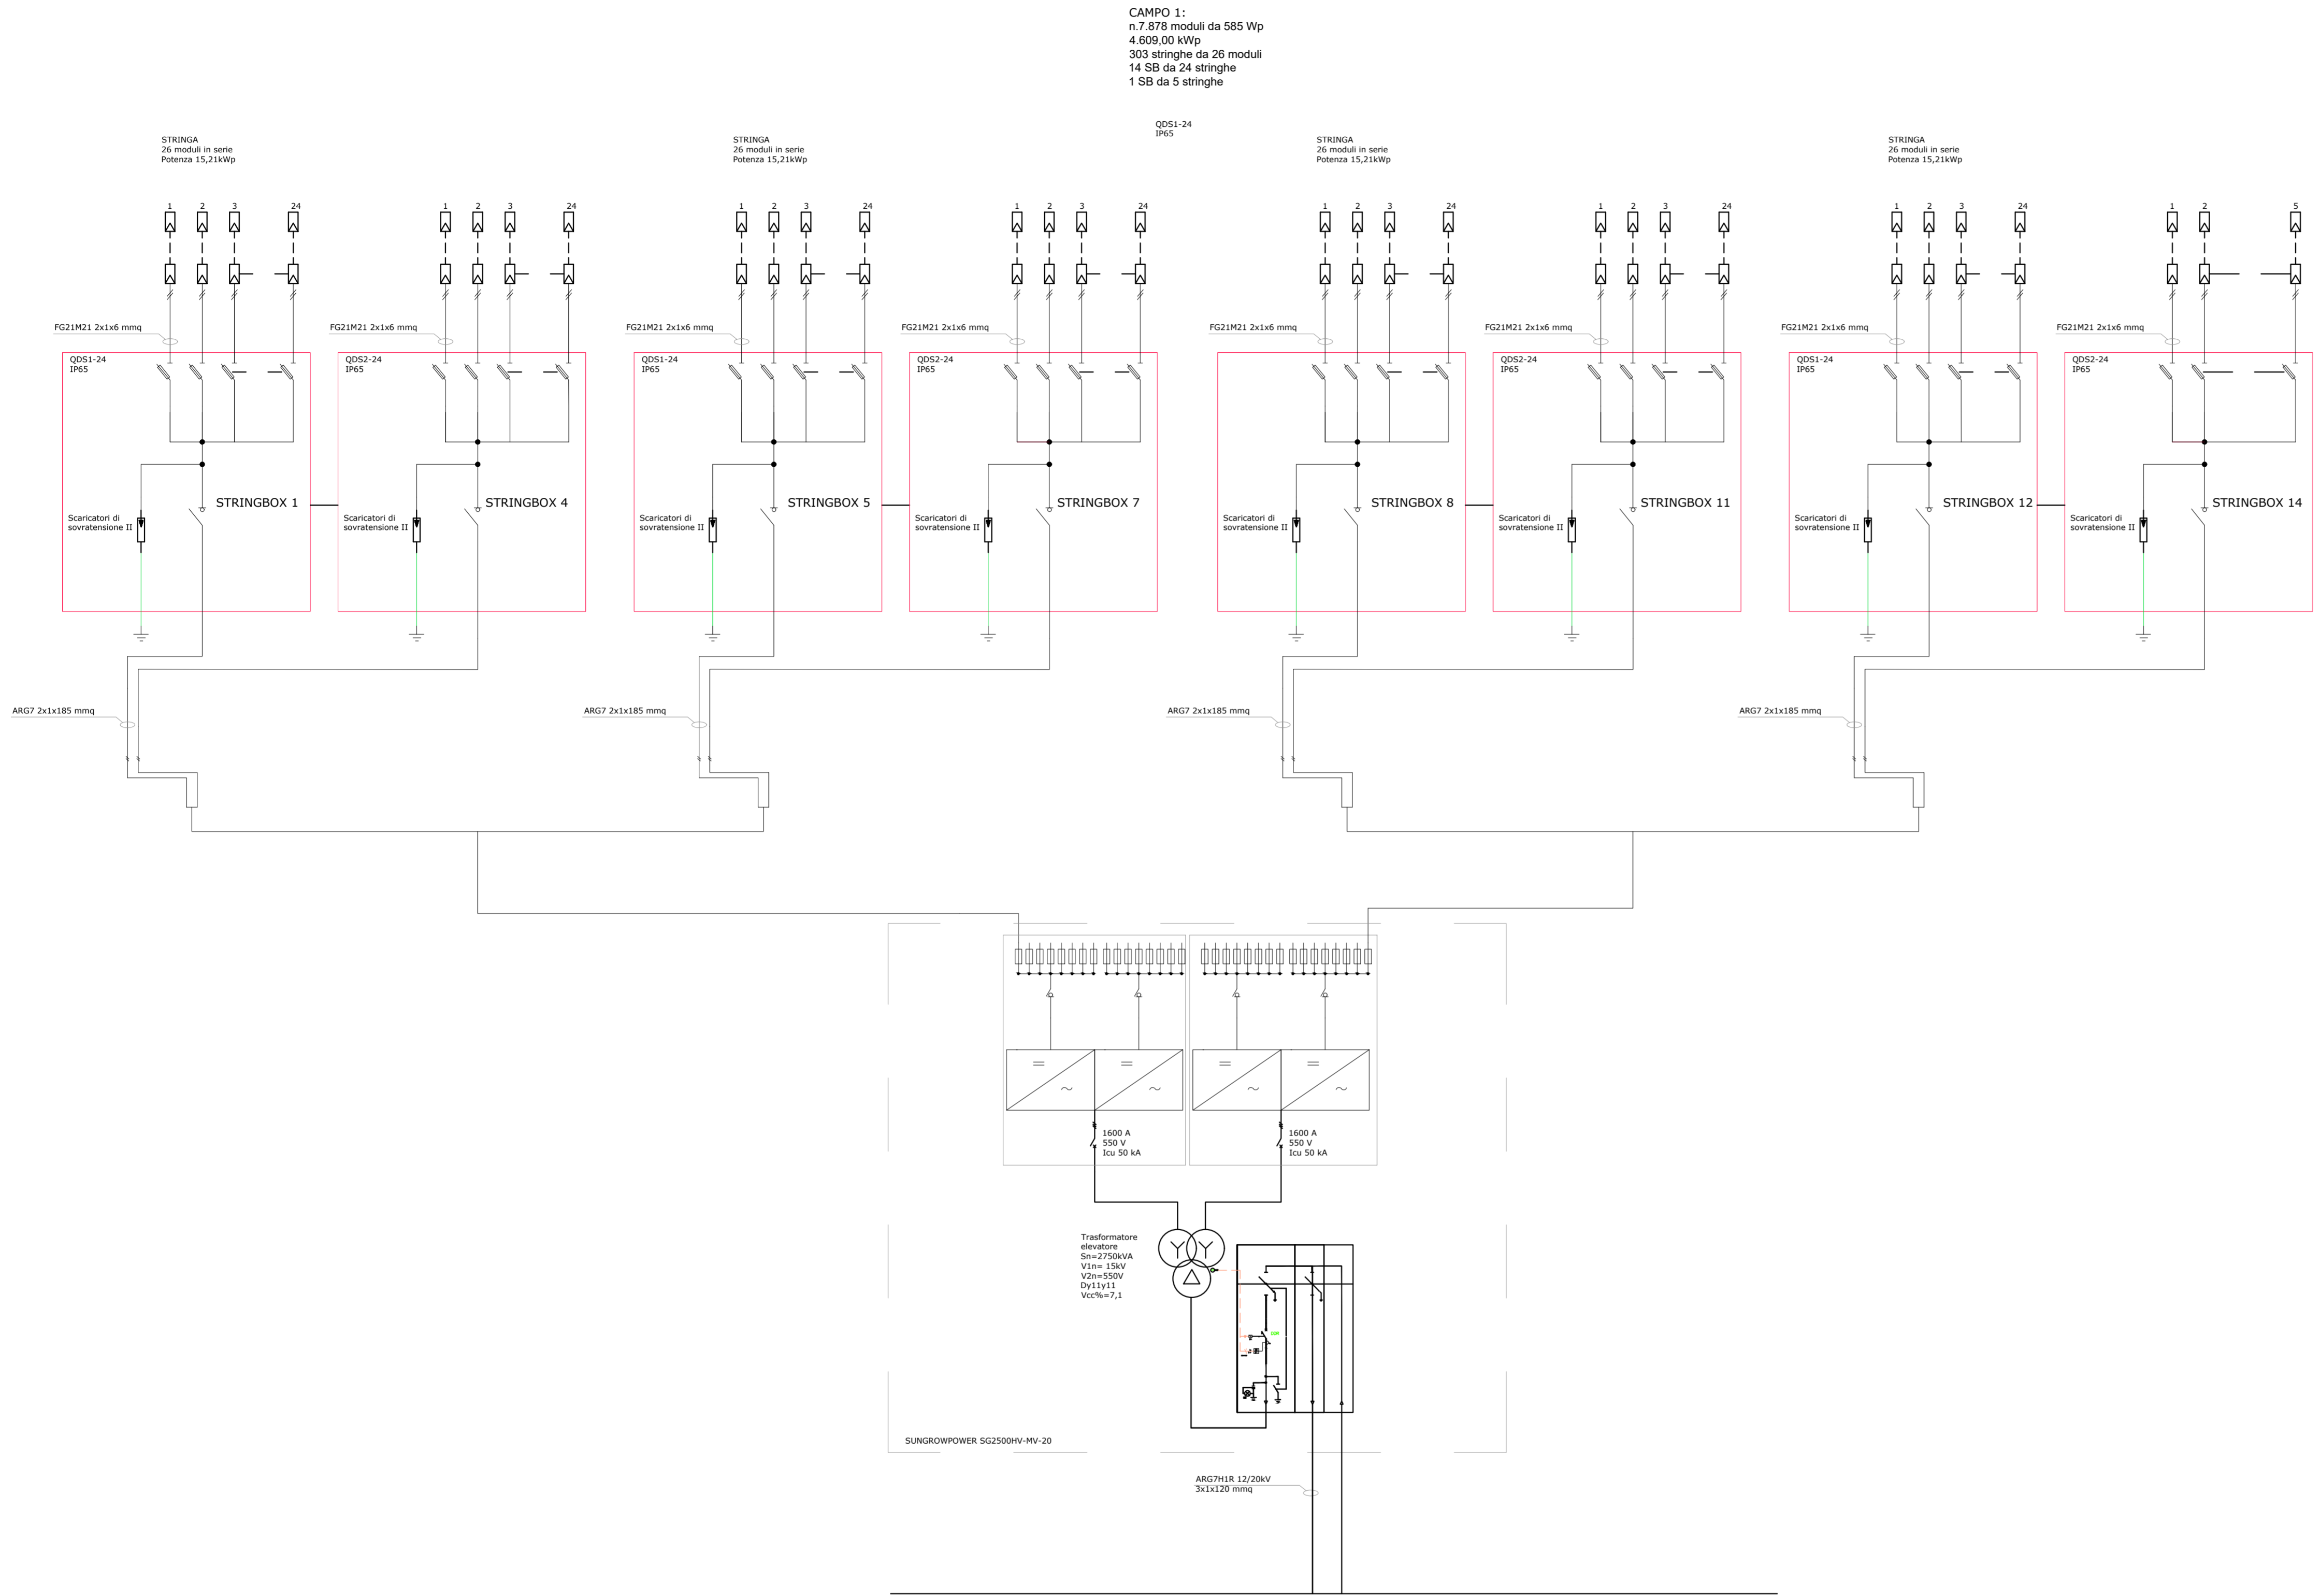 CAMPO 1:
n.7.878 moduli da 585 Wp
4.609,00 kWp
303 stringhe da 26 moduli
14 SB da 24 stringhe
1 SB da 5 stringhe
QDS1-24
IP65
STRINGA
26 moduli in serie
Potenza 15,21kWp
STRINGA
26 moduli in serie
Potenza 15,21kWp
STRINGA
26 moduli in serie
Potenza 15,21kWp
STRINGA
26 moduli in serie
Potenza 15,21kWp
1 2 3 24
1 2 3 24
1 2 3 24
1 2 3 24
1 2 3 24
1 2 3 24
1 2 3 24
1 2 5
FG21M21 2x1x6 mmq
FG21M21 2x1x6 mmq
FG21M21 2x1x6 mmq
FG21M21 2x1x6 mmq
FG21M21 2x1x6 mmq
FG21M21 2x1x6 mmq
FG21M21 2x1x6 mmq
FG21M21 2x1x6 mmq
QDS1-24
IP65
QDS2-24
IP65
QDS1-24
IP65
QDS2-24
IP65
QDS1-24
IP65
QDS2-24
IP65
QDS1-24
IP65
QDS2-24
IP65
STRINGBOX 1
STRINGBOX 4
STRINGBOX 5
STRINGBOX 7
STRINGBOX 8
STRINGBOX 11
STRINGBOX 12
STRINGBOX 14
Scaricatori di
sovratensione II
Scaricatori di
sovratensione II
Scaricatori di
sovratensione II
Scaricatori di
sovratensione II
Scaricatori di
sovratensione II
Scaricatori di
sovratensione II
Scaricatori di
sovratensione II
Scaricatori di
sovratensione II
ARG7 2x1x185 mmq
ARG7 2x1x185 mmq
ARG7 2x1x185 mmq
ARG7 2x1x185 mmq
1600 A
550 V
Icu 50 kA
1600 A
550 V
Icu 50 kA
Trasformatore
elevatore
Sn=2750kVA
V1n= 15kV
V2n=550V
Dy11y11
Vcc%=7,1
SUNGROWPOWER SG2500HV-MV-20
ARG7H1R 12/20kV
3x1x120 mmq